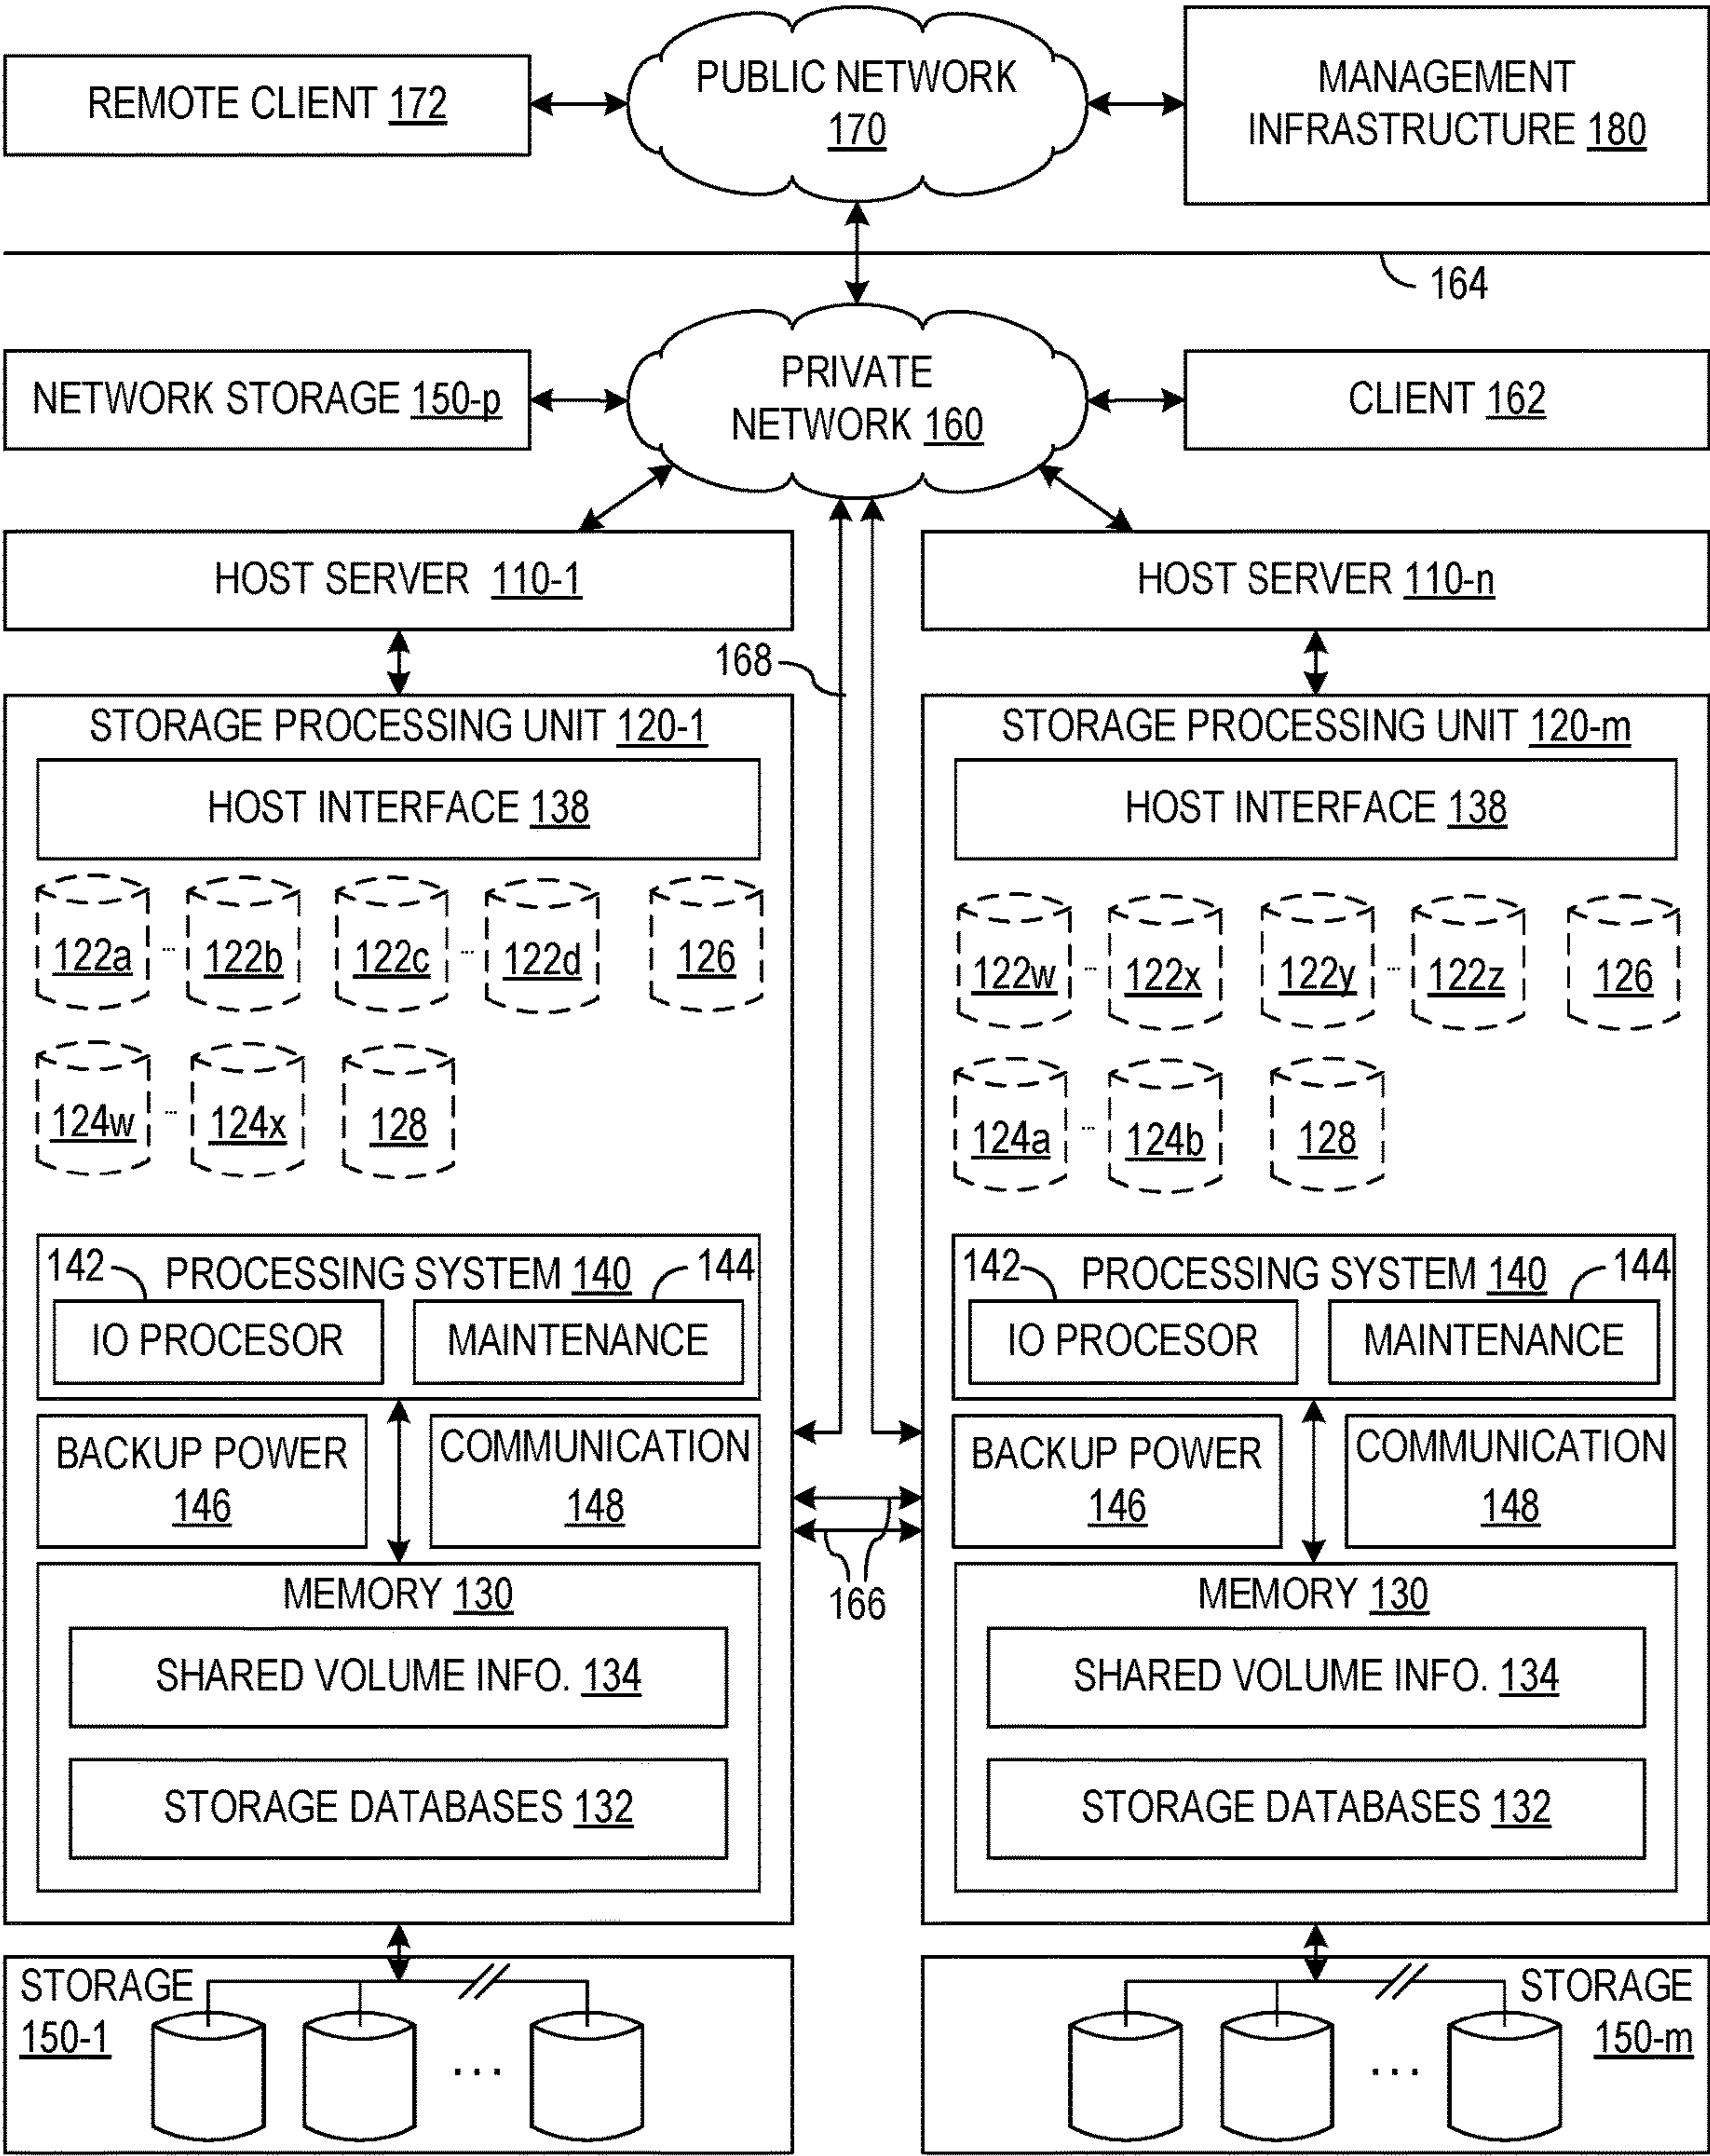 REMOTE CLIENT 172
PUBLIC NETWORK
170
MANAGEMENT
INFRASTRUCTURE 180
164
NETWORK STORAGE 150-p
PRIVATE
NETWORK 160
CLIENT 162
HOST SERVER 110-1
HOST SERVER 110-n
168
STORAGE PROCESSING UNIT 120-1
HOST INTERFACE 138
122a ... 122b 122c ... 122d 126
124w ... 124x 128
142 PROCESSING SYSTEM 140 144
IO PROCESOR MAINTENANCE
BACKUP POWER
146
COMMUNICATION
148
MEMORY 130
SHARED VOLUME INFO. 134
STORAGE DATABASES 132
166
STORAGE PROCESSING UNIT 120-m
HOST INTERFACE 138
122w ... 122x 122y ... 122z 126
124a ... 124b 128
142 PROCESSING SYSTEM 140 144
IO PROCESOR MAINTENANCE
BACKUP POWER
146
COMMUNICATION
148
MEMORY 130
SHARED VOLUME INFO. 134
STORAGE DATABASES 132
STORAGE
150-1
...
STORAGE
150-m
...